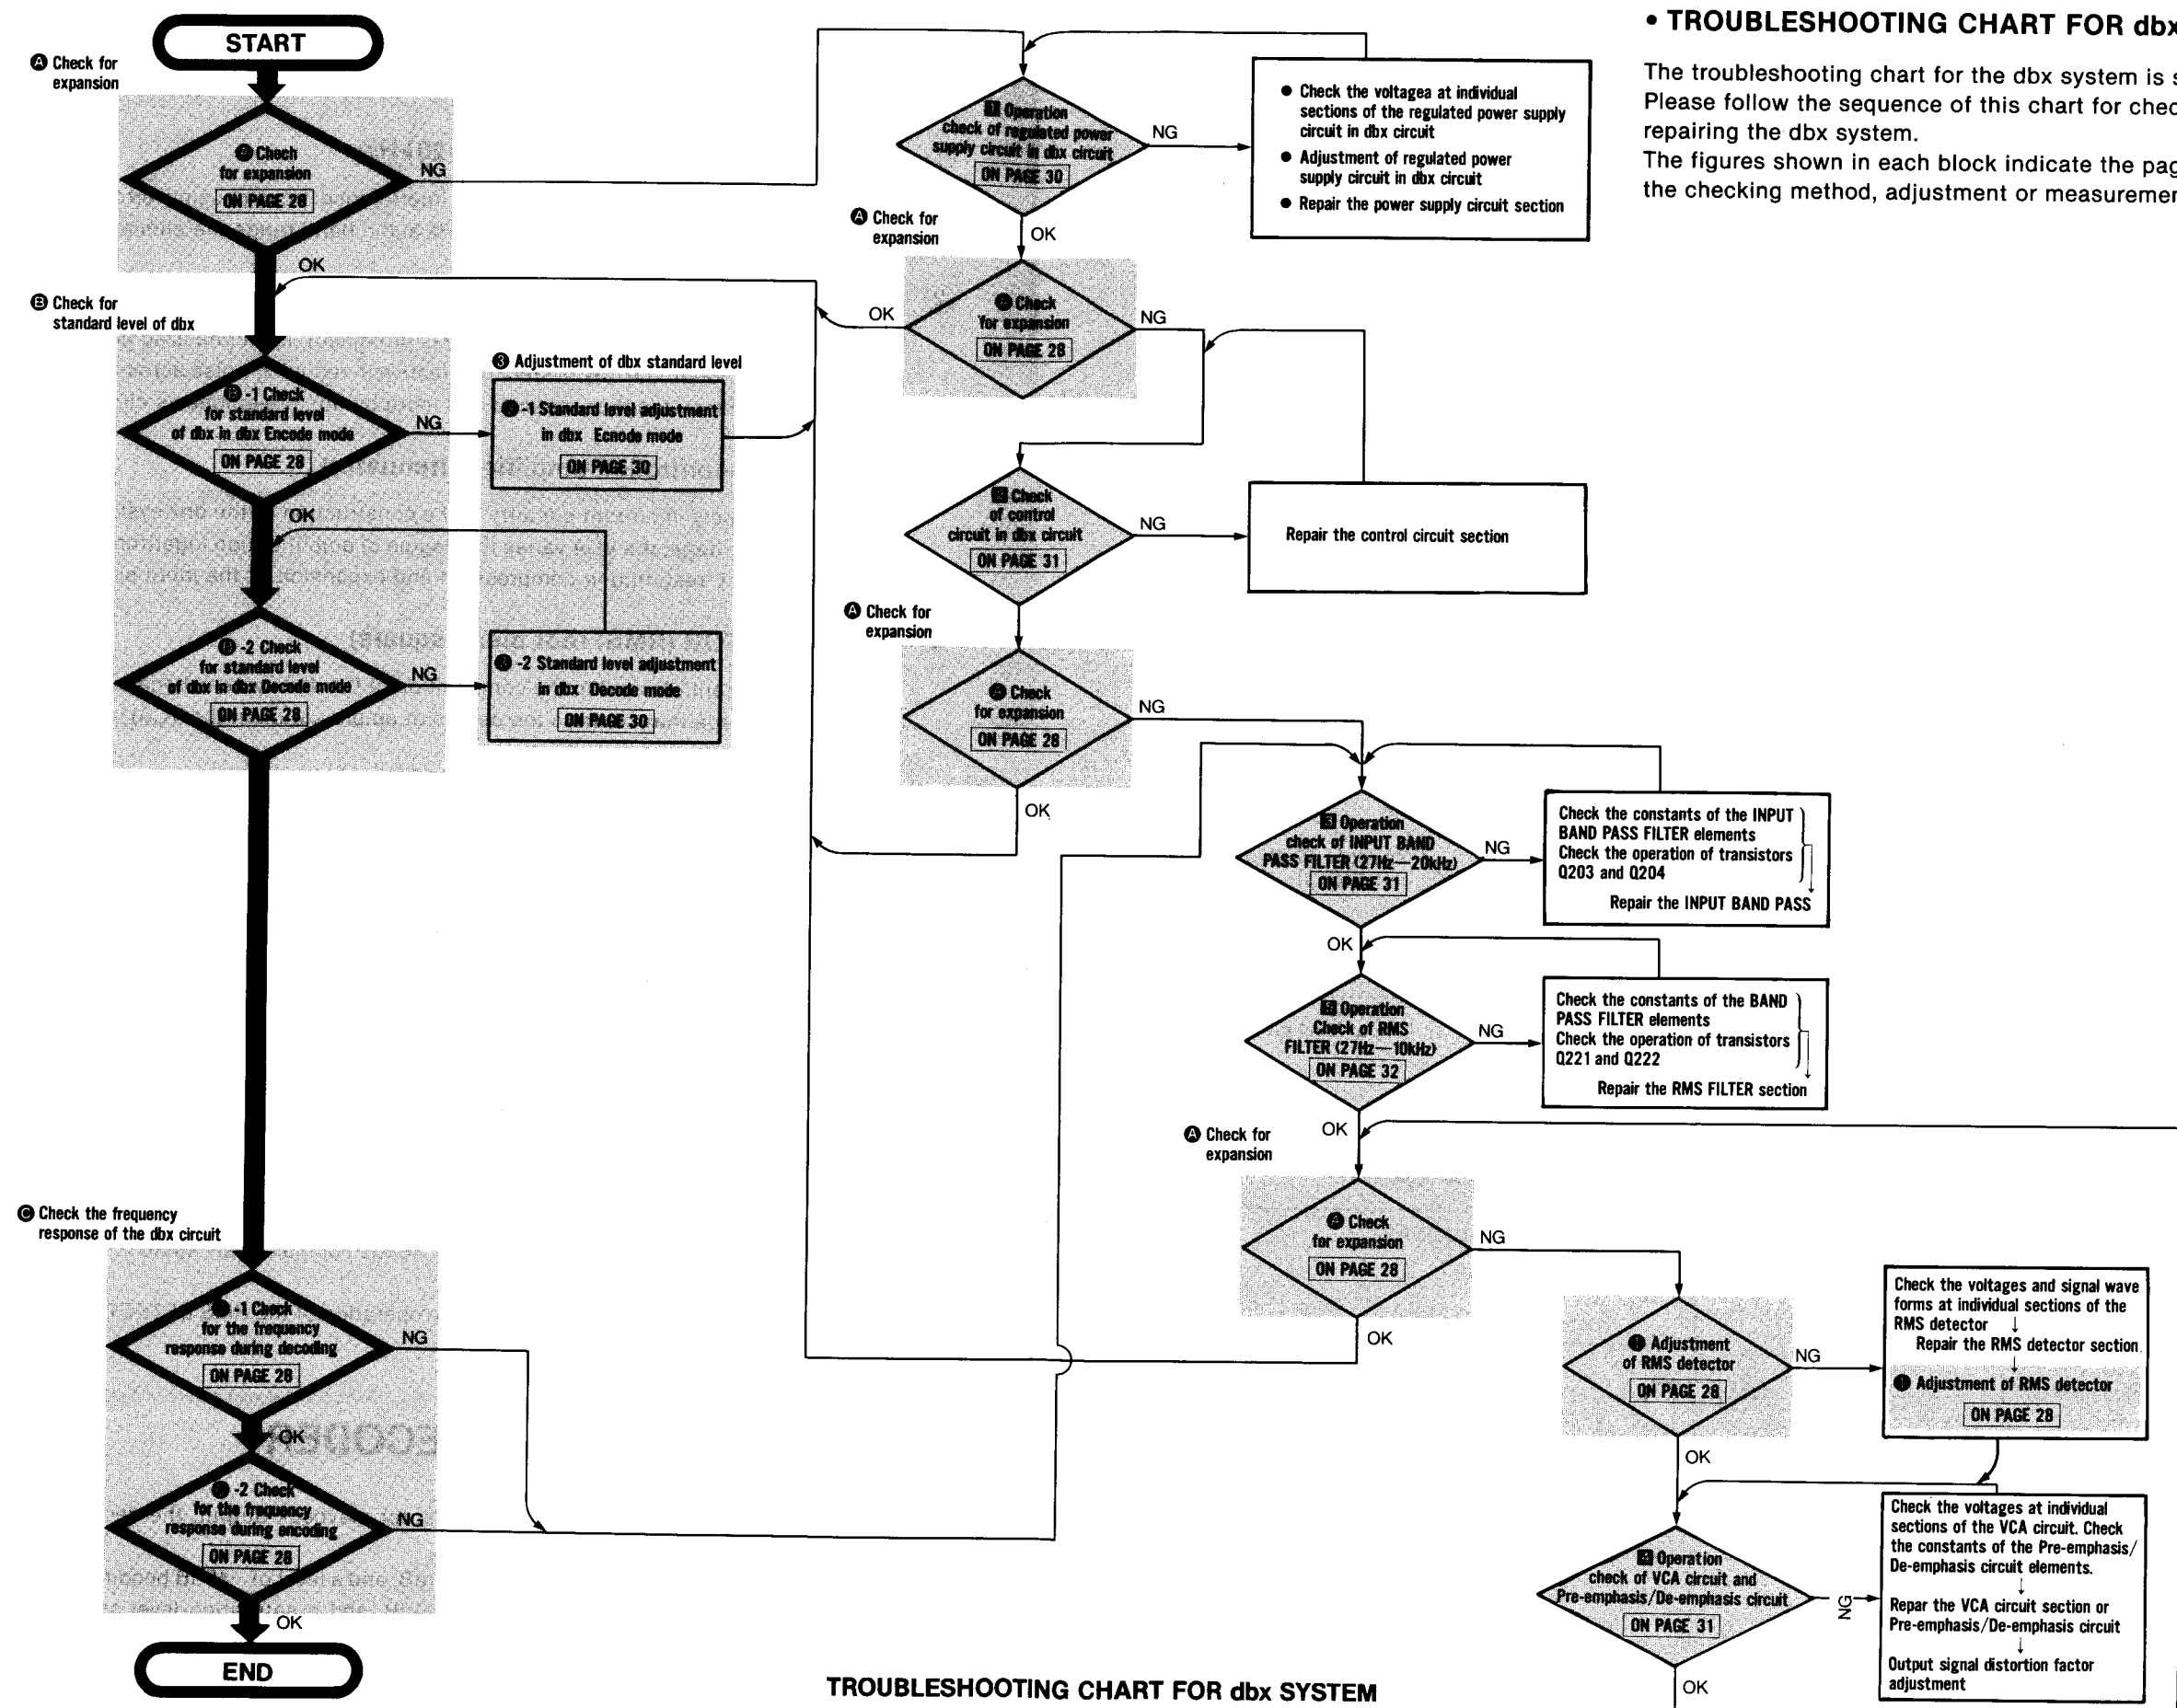 • TROUBLESHOOTING CHART FOR dbx
The troubleshooting chart for the dbx system is s
Please follow the sequence of this chart for chec
repairing the dbx system.
The figures shown in each block indicate the pag
the checking method, adjustment or measuremen
START
A Check for
expansion
A Chech
for expansion
ON PAGE 28
NG
OK
B Check for
standard level of dbx
B -1 Check
for standard level
of dbx in dbx Encode mode
ON PAGE 28
NG
OK
3 Adjustment of dbx standard level
-1 Standard level adjustment
in dbx Ecnode mode
ON PAGE 30
B -2 Check
for standard level
of dbx in dbx Decode mode
ON PAGE 28
NG
3 -2 Standard level adjustment
in dbx Decode mode
ON PAGE 30
C Check the frequency
response of the dbx circuit
-1 Check
for the frequency
response during decoding
ON PAGE 28
NG
OK
-2 Check
for the frequency
response during encoding
ON PAGE 28
NG
OK
END
1 Operation
check of regulated power
supply circuit in dbx circuit
ON PAGE 30
NG
OK
● Check the voltagea at individual
sections of the regulated power supply
circuit in dbx circuit
● Adjustment of regulated power
supply circuit in dbx circuit
● Repair the power supply circuit section
A Check for
expansion
A Check
for expansion
ON PAGE 28
OK
NG
2 Check
of control
circuit in dbx circuit
ON PAGE 31
NG
Repair the control circuit section
A Check for
expansion
A Check
for expansion
ON PAGE 28
NG
OK
3 Operation
check of INPUT BAND
PASS FILTER (27Hz—20kHz)
ON PAGE 31
NG
OK
Check the constants of the INPUT
BAND PASS FILTER elements
Check the operation of transistors
Q203 and Q204
Repair the INPUT BAND PASS
Operation
Check of RMS
FILTER (27Hz—10kHz)
ON PAGE 32
NG
OK
Check the constants of the BAND
PASS FILTER elements
Check the operation of transistors
Q221 and Q222
Repair the RMS FILTER section
A Check for
expansion
A Check
for expansion
ON PAGE 28
NG
OK
1 Adjustment
of RMS detector
ON PAGE 28
NG
OK
Check the voltages and signal wave
forms at individual sections of the
RMS detector ↓
Repair the RMS detector section
↓
1 Adjustment of RMS detector
ON PAGE 28
4 Operation
check of VCA circuit and
Pre-emphasis/De-emphasis circuit
ON PAGE 31
NG
OK
Check the voltages at individual
sections of the VCA circuit. Check
the constants of the Pre-emphasis/
De-emphasis circuit elements.
↓
Repar the VCA circuit section or
Pre-emphasis/De-emphasis circuit
↓
Output signal distortion factor
adjustment
TROUBLESHOOTING CHART FOR dbx SYSTEM